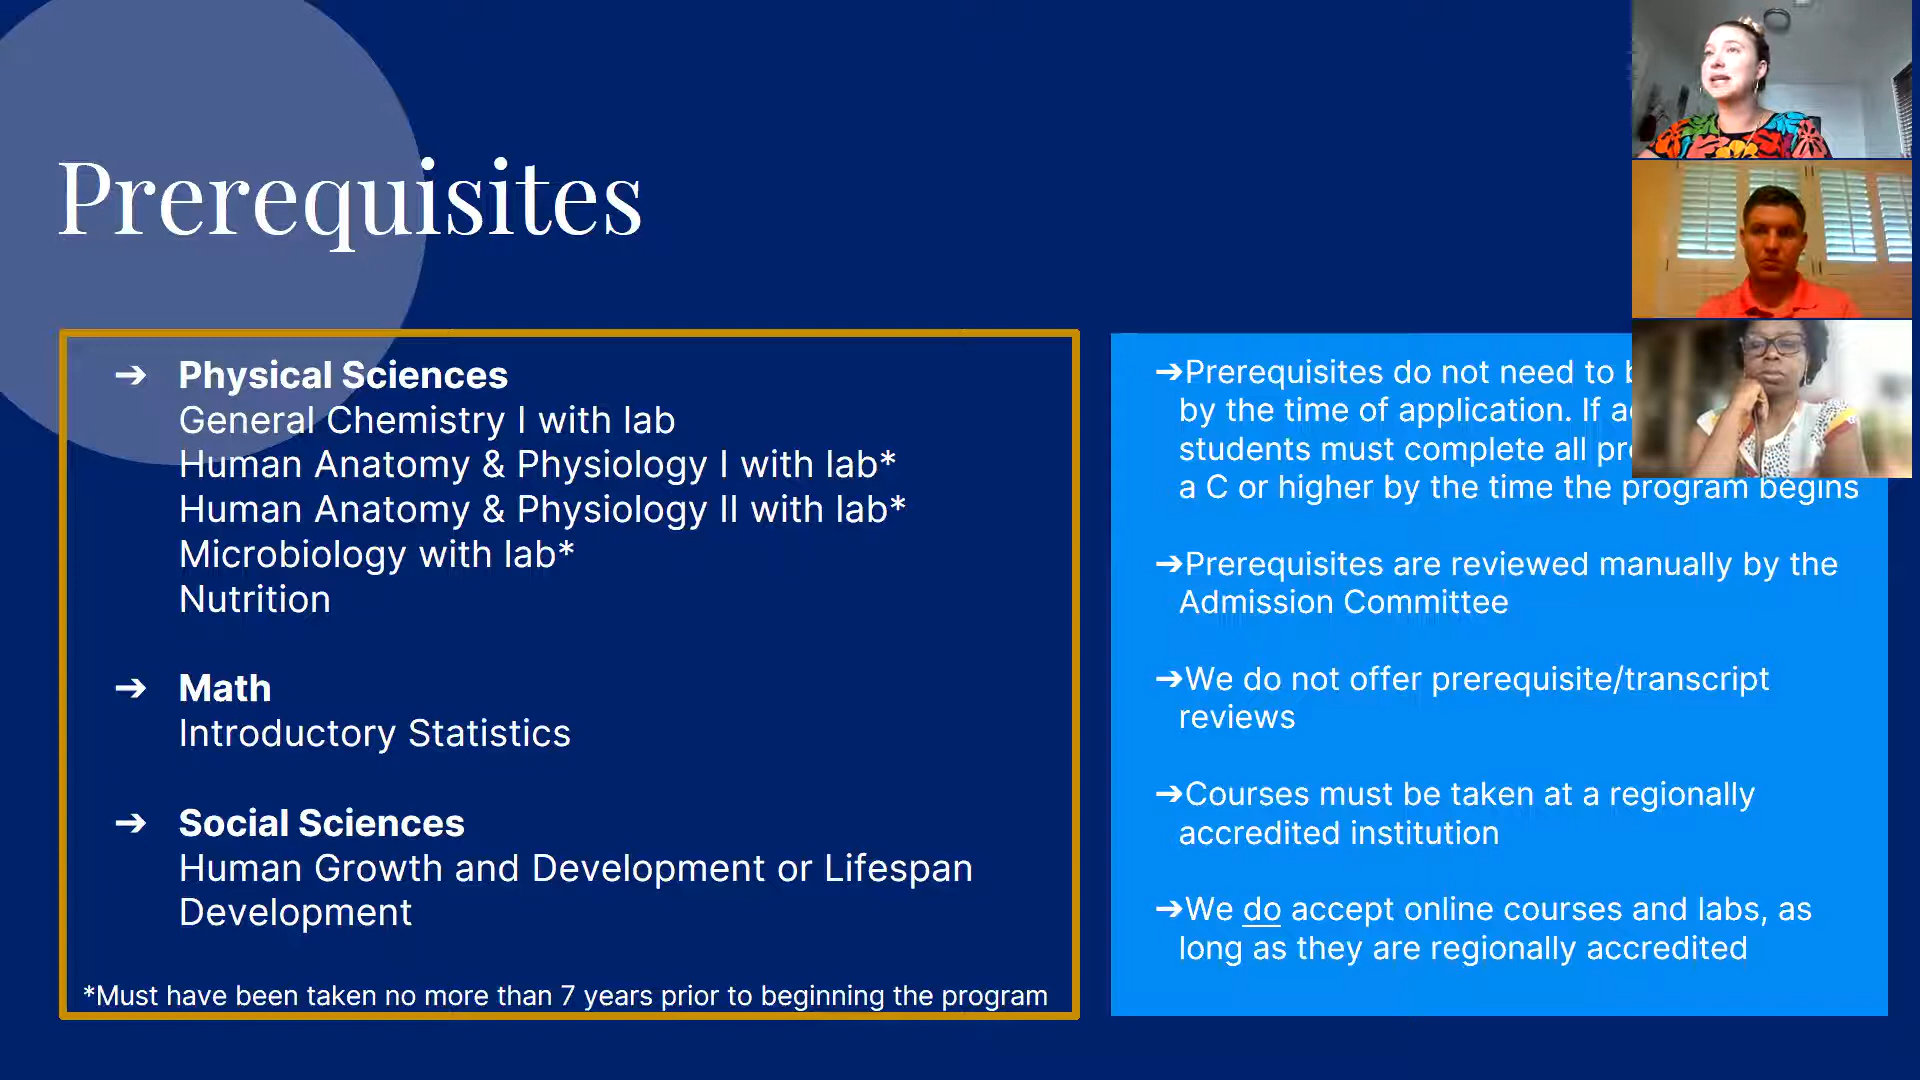 Prerequisites
➔ Physical Sciences
General Chemistry I with lab
Human Anatomy & Physiology I with lab*
Human Anatomy & Physiology II with lab*
Microbiology with lab*
Nutrition
➔ Math
Introductory Statistics
➔ Social Sciences
Human Growth and Development or Lifespan
Development
*Must have been taken no more than 7 years prior to beginning the program
➔Prerequisites do not need to
by the time of application. If
students must complete all
a C or higher by the time the program begins
➔Prerequisites are reviewed manually by the
Admission Committee
➔We do not offer prerequisite/transcript
reviews
➔Courses must be taken at a regionally
accredited institution
➔We do accept online courses and labs, as
long as they are regionally accredited